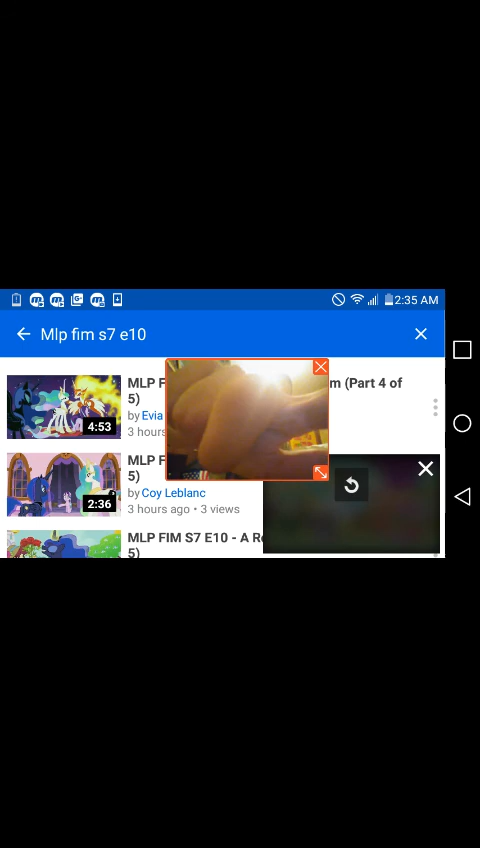 2:35 AM
Mlp fim s7 e10
MLP F m (Part 4 of
5)
by Evia
3 hours
4:53
MLP F
5)
by Coy Leblanc
3 hours ago • 3 views
2:36
MLP FIM S7 E10 - A R
5)